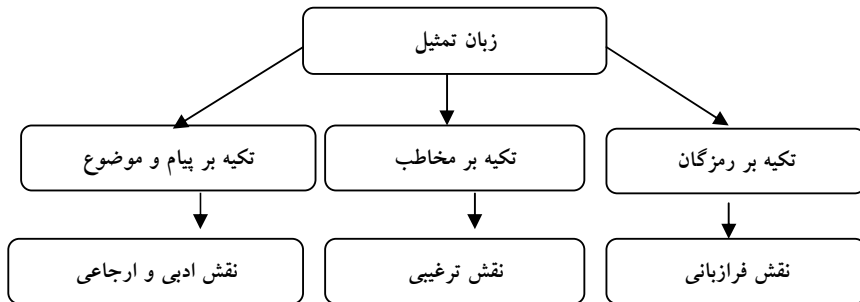 زبان تمثیل
تکیه بر رمزگان
تکیه بر مخاطب
تکیه بر پیام و موضوع
نقش فرازبانی
نقش ترغیبی
نقش ادبی و ارجاعی